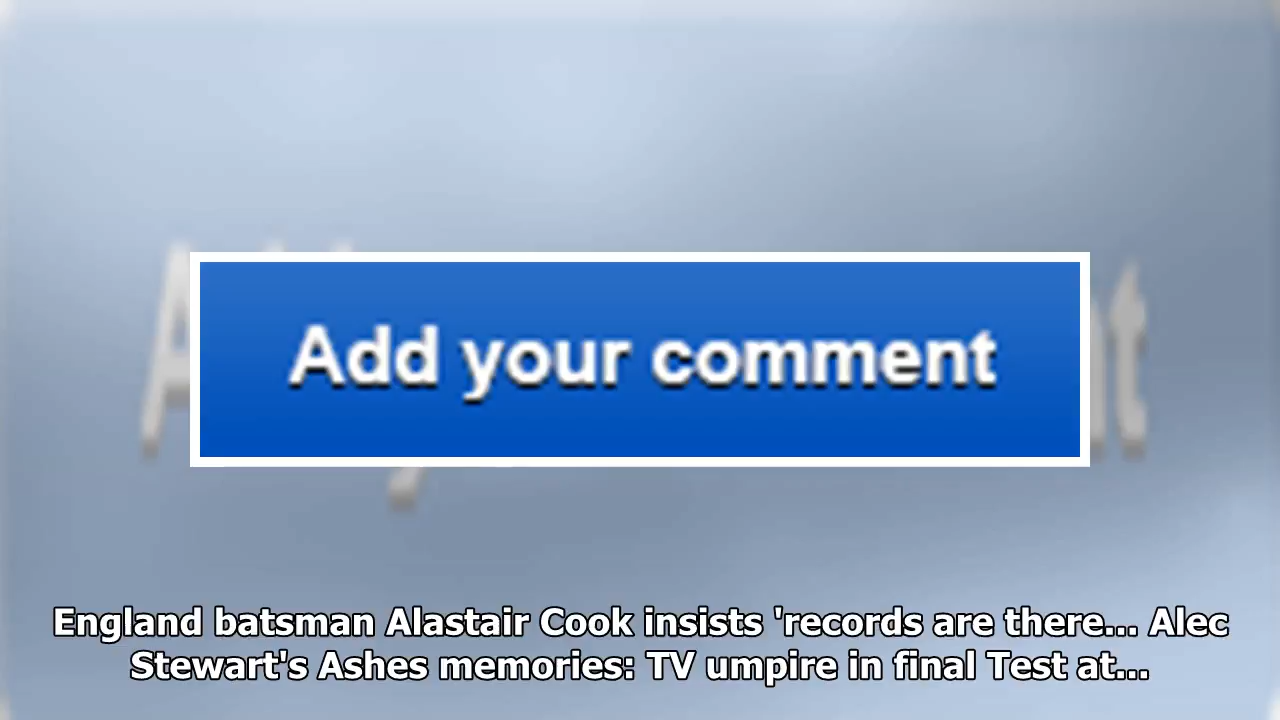 Add your comment
England batsman Alastair Cook insists 'records are there... Alec
Stewart's Ashes memories: TV umpire in final Test at...